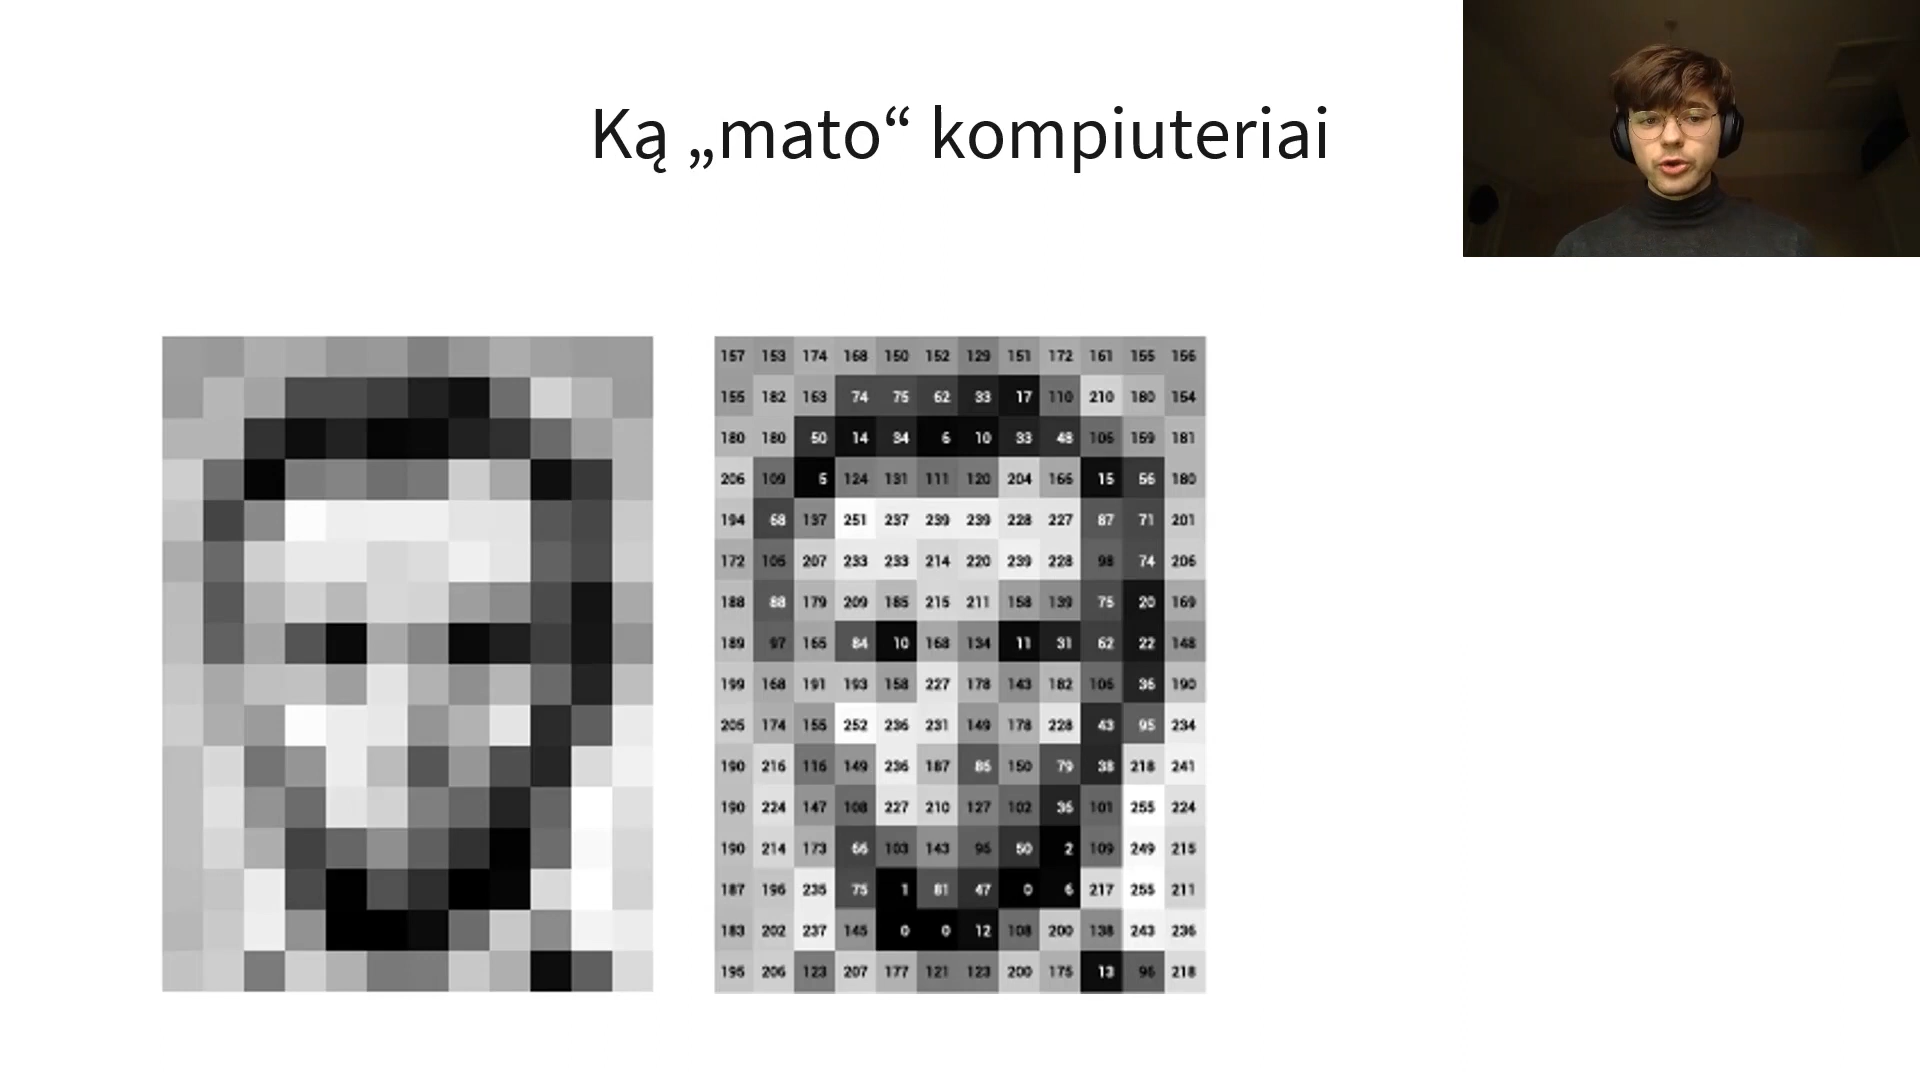 Ką „mato“ kompiuteriai
157 153 174 168 150 152 129 151 172 161 155 156
155 182 163 74 75 62 33 17 110 210 180 154
180 180 50 14 34 6 10 33 48 106 159 181
206 109 5 124 131 111 120 204 166 15 56 180
194 68 137 251 237 239 239 228 227 87 71 201
172 106 207 233 233 214 220 239 228 98 74 206
188 88 179 209 185 215 211 158 139 75 20 169
189 97 165 84 10 168 134 11 31 62 22 148
199 168 191 193 158 227 178 143 182 106 36 190
205 174 155 252 236 231 149 178 228 43 95 234
190 216 116 149 236 187 86 150 79 38 218 241
190 224 147 108 227 210 127 102 36 101 255 224
190 214 173 66 103 143 96 50 2 109 249 215
187 196 235 75 1 81 47 0 6 217 255 211
183 202 237 145 0 0 12 108 200 138 243 236
195 206 123 207 177 121 123 200 175 13 96 218